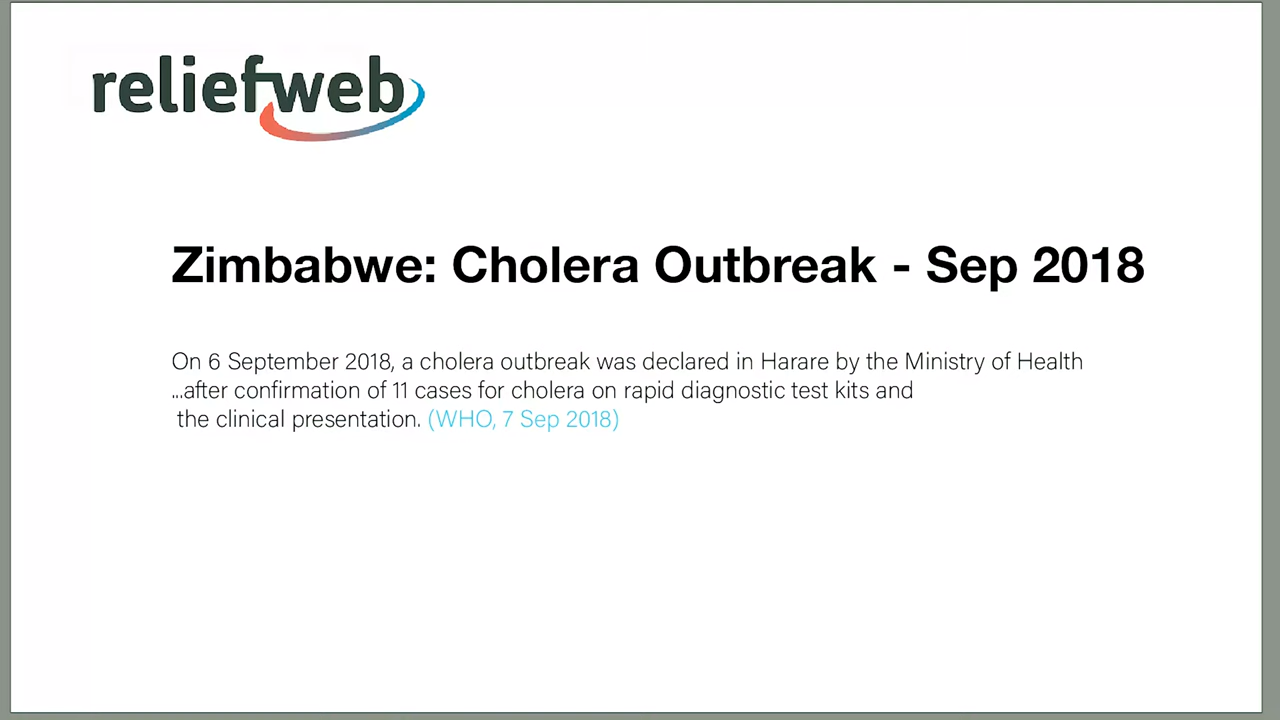 reliefweb
Zimbabwe: Cholera Outbreak - Sep 2018
On 6 September 2018, a cholera outbreak was declared in Harare by the Ministry of Health
...after confirmation of 11 cases for cholera on rapid diagnostic test kits and
the clinical presentation. (WHO, 7 Sep 2018)